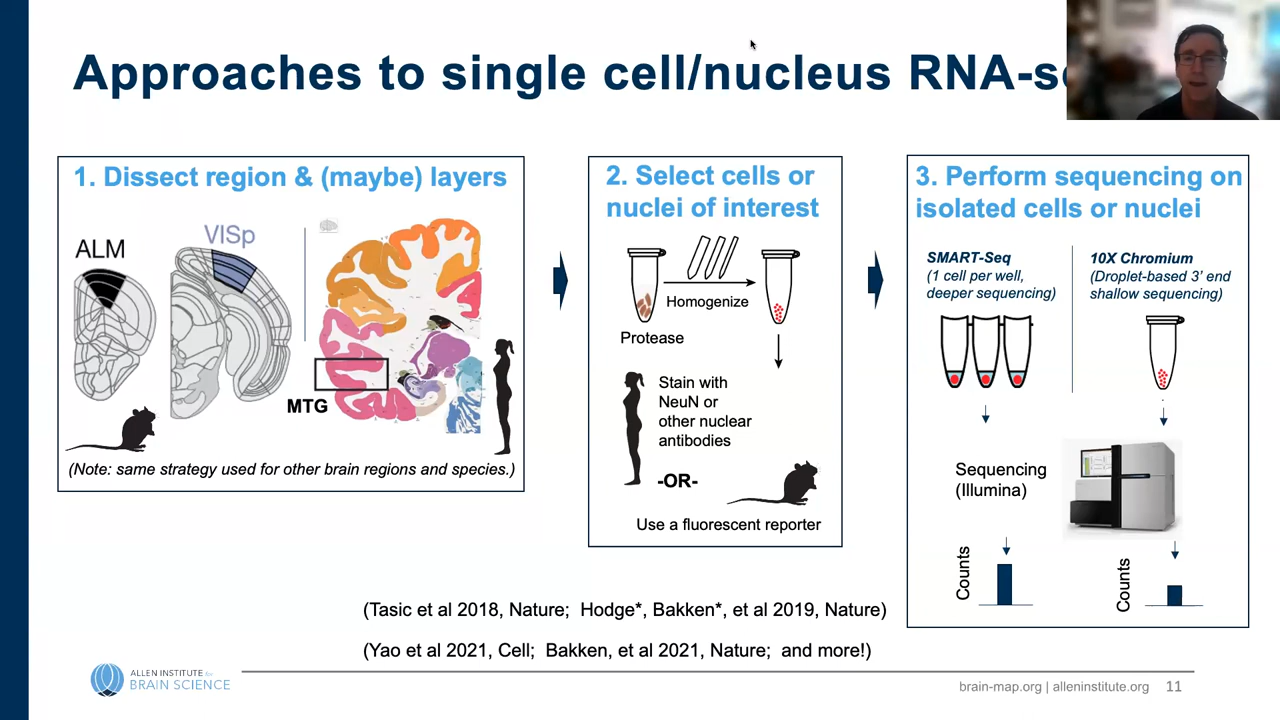 Approaches to single cell/nucleus RNA-s
1. Dissect region & (maybe) layers
ALM
VISp
MTG
(Note: same strategy used for other brain regions and species.)
2. Select cells or
nuclei of interest
Homogenize
Protease
Stain with
NeuN or
other nuclear
antibodies
-OR-
Use a fluorescent reporter
3. Perform sequencing on
isolated cells or nuclei
SMART-Seq
(1 cell per well,
deeper sequencing)
10X Chromium
(Droplet-based 3’ end
shallow sequencing)
Sequencing
(Illumina)
Counts
Counts
(Tasic et al 2018, Nature; Hodge*, Bakken*, et al 2019, Nature)
(Yao et al 2021, Cell; Bakken, et al 2021, Nature; and more!)
ALLEN INSTITUTE for
BRAIN SCIENCE
brain-map.org | alleninstitute.org 11